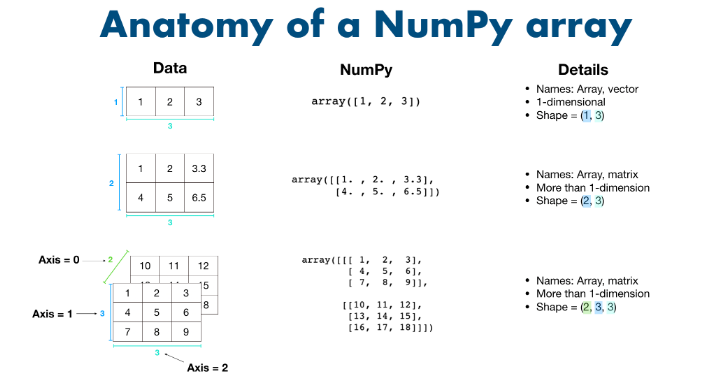 Anatomy of a NumPy array
Data
NumPy
Details
1
1 2 3
3
array([1, 2, 3])
• Names: Array, vector
• 1-dimensional
• Shape = (1, 3)
2
1 2 3.3
4 5 6.5
3
array([[1. , 2. , 3.3],
[4. , 5. , 6.5]])
• Names: Array, matrix
• More than 1-dimension
• Shape = (2, 3)
Axis = 0
2
10 11 12
5
8
Axis = 1
3
1 2 3
4 5 6
7 8 9
3
Axis = 2
array([[[ 1, 2, 3],
[ 4, 5, 6],
[ 7, 8, 9]],
[[10, 11, 12],
[13, 14, 15],
[16, 17, 18]]])
• Names: Array, matrix
• More than 1-dimension
• Shape = (2, 3, 3)